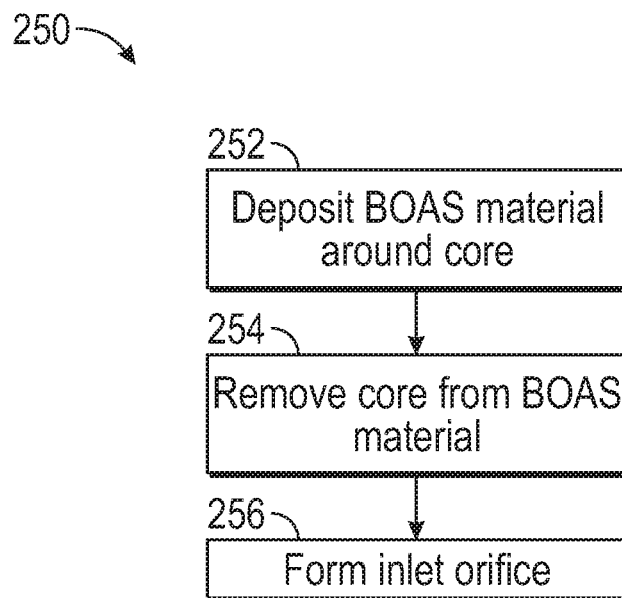 250
252
Deposit BOAS material
around core
254
Remove core from BOAS
material
256
Form inlet orifice